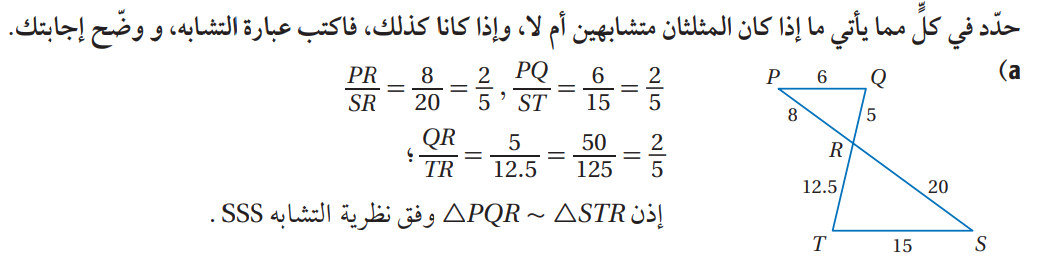 حدّد في كلٍّ مما يأتي ما إذا كان المثلثان متشابهين أم لا، وإذا كانا كذلك، فاكتب عبارة التشابه، و وضّح إجابتك.
(a
P 6 Q
8 5
R
12.5 20
T 15 S
PR/SR = 8/20 = 2/5 , PQ/ST = 6/15 = 2/5
؛ QR/TR = 5/12.5 = 50/125 = 2/5
إذن △PQR ~ △STR وفق نظرية التشابه SSS .